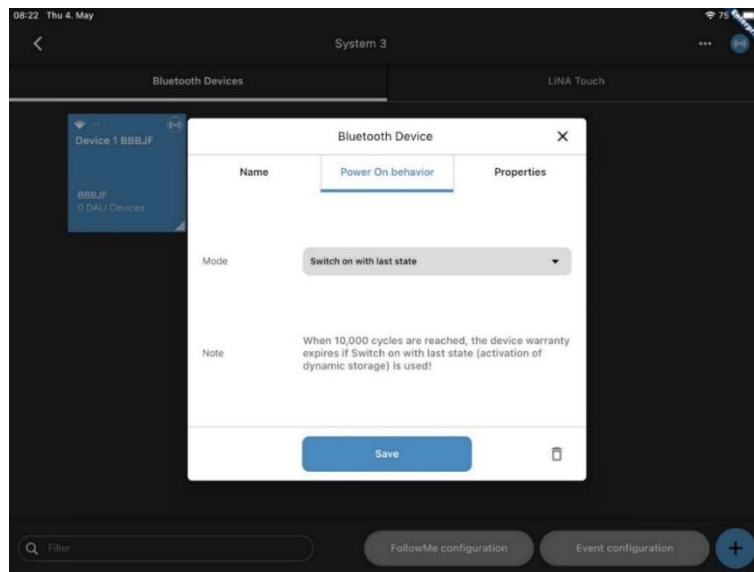 08:22 Thu 4. May
75
System 3
Bluetooth Devices
LiNA Touch
-77
Device 1 BBBJF
BBBJF
0 DALI Devices
Bluetooth Device
Name
Power On behavior
Properties
Mode
Switch on with last state
Note
When 10,000 cycles are reached, the device warranty
expires if Switch on with last state (activation of
dynamic storage) is used!
Save
Filter
FollowMe configuration
Event configuration